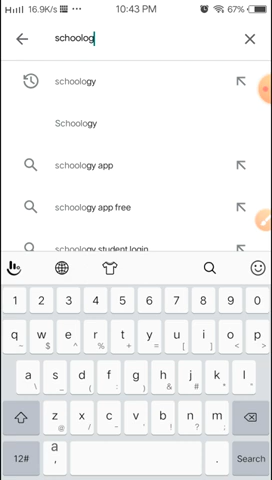 16.9K/s 10:43 PM 67%
schoolog
schoology
Schoology
schoology app
schoology app free
schoology student login
1 2 3 4 5 6 7 8 9 0
q w e r t y u i o p
~ $ ^ % + = [ ] < >
a s d f g h j k l
\ _ ( : ) & # * "
z x c v b n m
@ / - ' ! ? ;
12# a , . Search